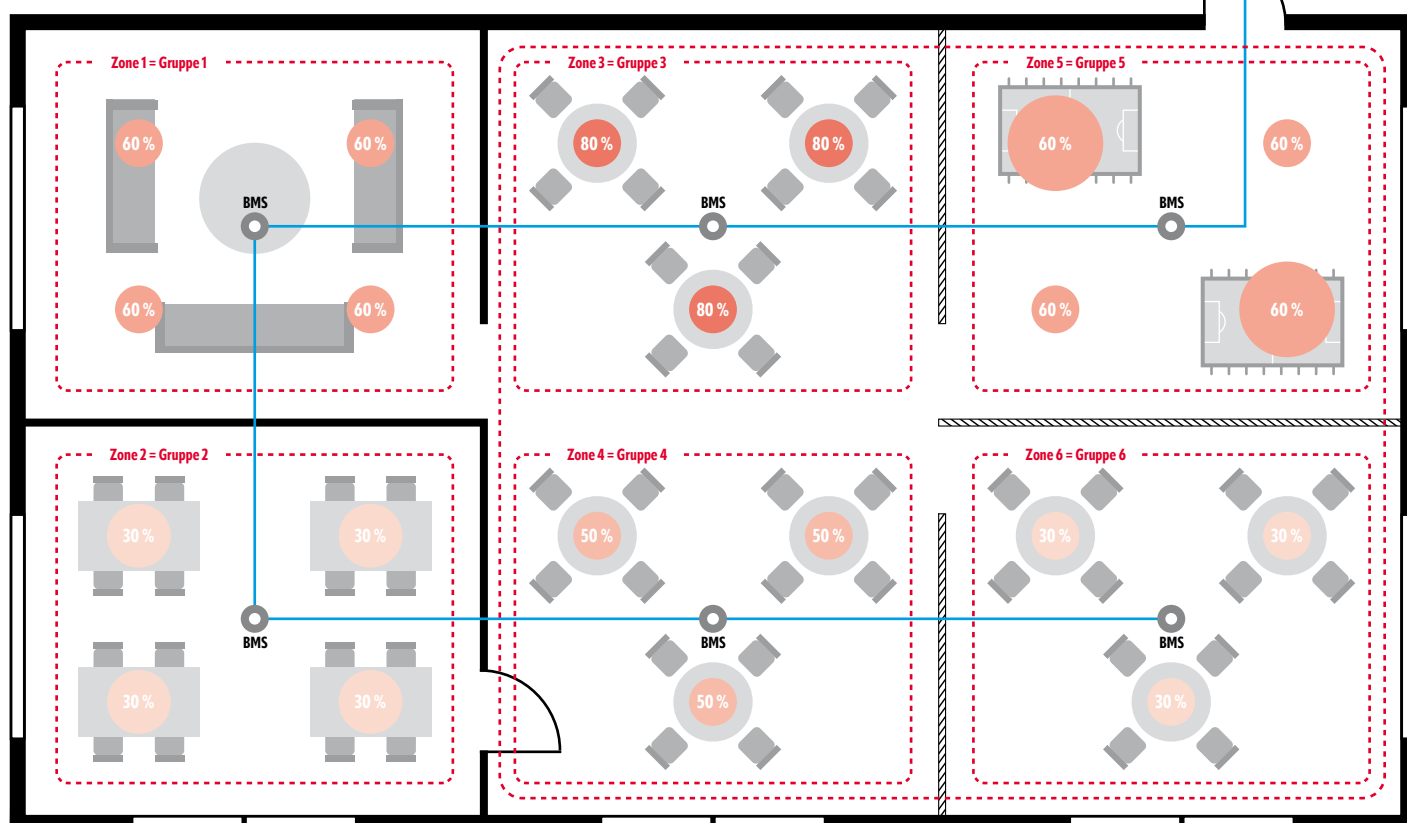 Zone 1 = Gruppe 1
Zone 3 = Gruppe 3
Zone 5 = Gruppe 5
60 %
60 %
80 %
80 %
60 %
60 %
BMS
BMS
BMS
60 %
60 %
80 %
60 %
60 %
Zone 2 = Gruppe 2
Zone 4 = Gruppe 4
Zone 6 = Gruppe 6
30 %
30 %
50 %
50 %
30 %
30 %
BMS
BMS
BMS
30 %
30 %
50 %
30 %